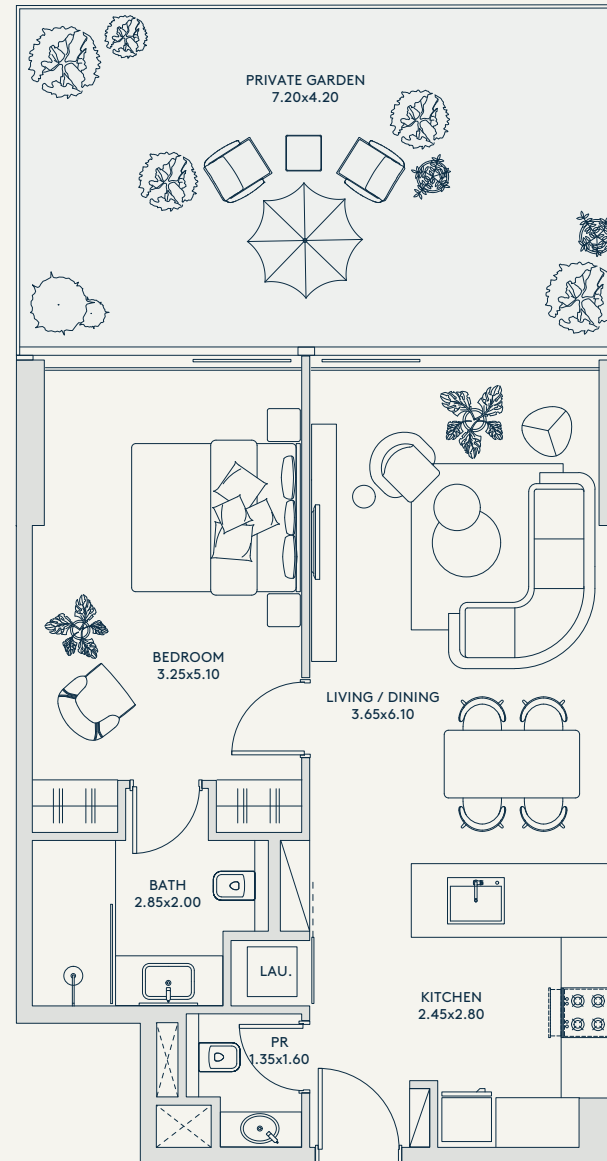 PRIVATE GARDEN
7.20x4.20
BEDROOM
3.25x5.10
LIVING / DINING
3.65x6.10
BATH
2.85x2.00
LAU.
KITCHEN
2.45x2.80
PR
1.35x1.60